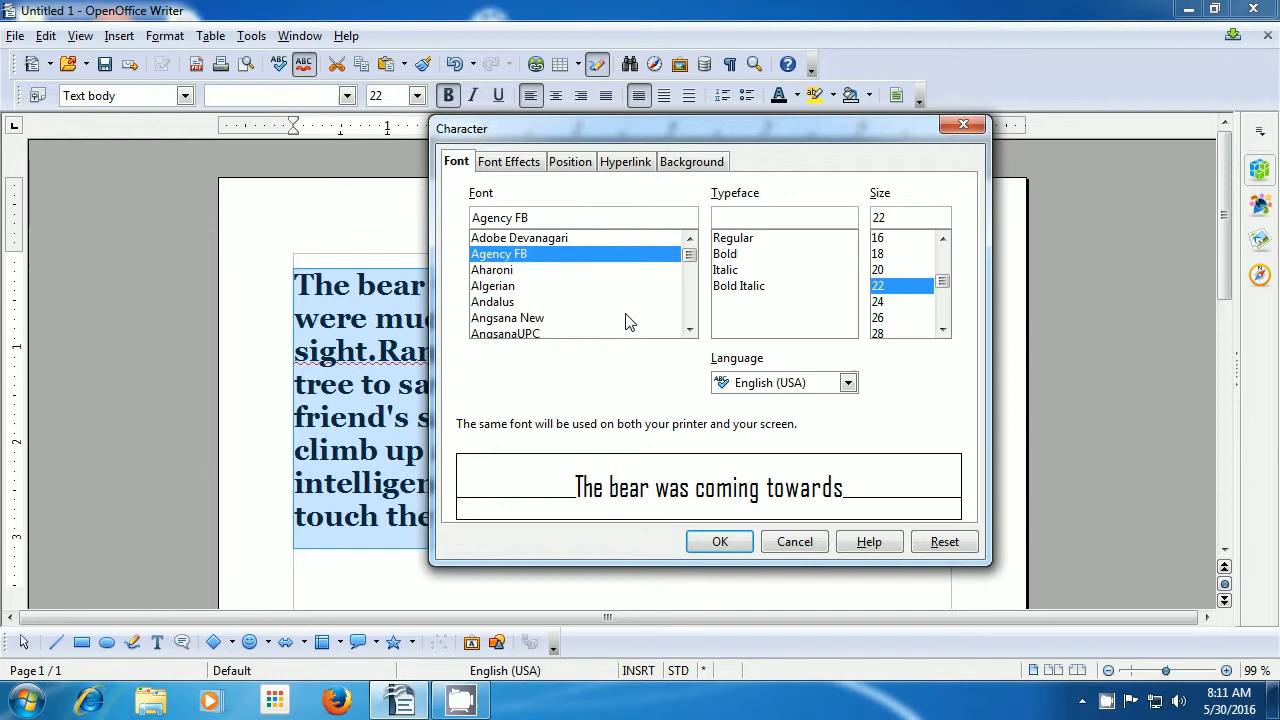 Untitled 1 - OpenOffice Writer
File Edit View Insert Format Table Tools Window Help
Text body 22 B I U
1
Character
Font Font Effects Position Hyperlink Background
Font Typeface Size
Agency FB 22
Adobe Devanagari Regular 16
Agency FB Bold 18
Aharoni Italic 20
Algerian Bold Italic 22
Andalus 24
Angsana New 26
AngsanaUPC 28
Language
English (USA)
The same font will be used on both your printer and your screen.
The bear was coming towards
OK Cancel Help Reset
The bear
were muc
sight.Ran
tree to sa
friend's s
climb up
intelligen
touch the
1
2
3
Page 1 / 1 Default English (USA) INSRT STD * 99 %
8:11 AM
5/30/2016